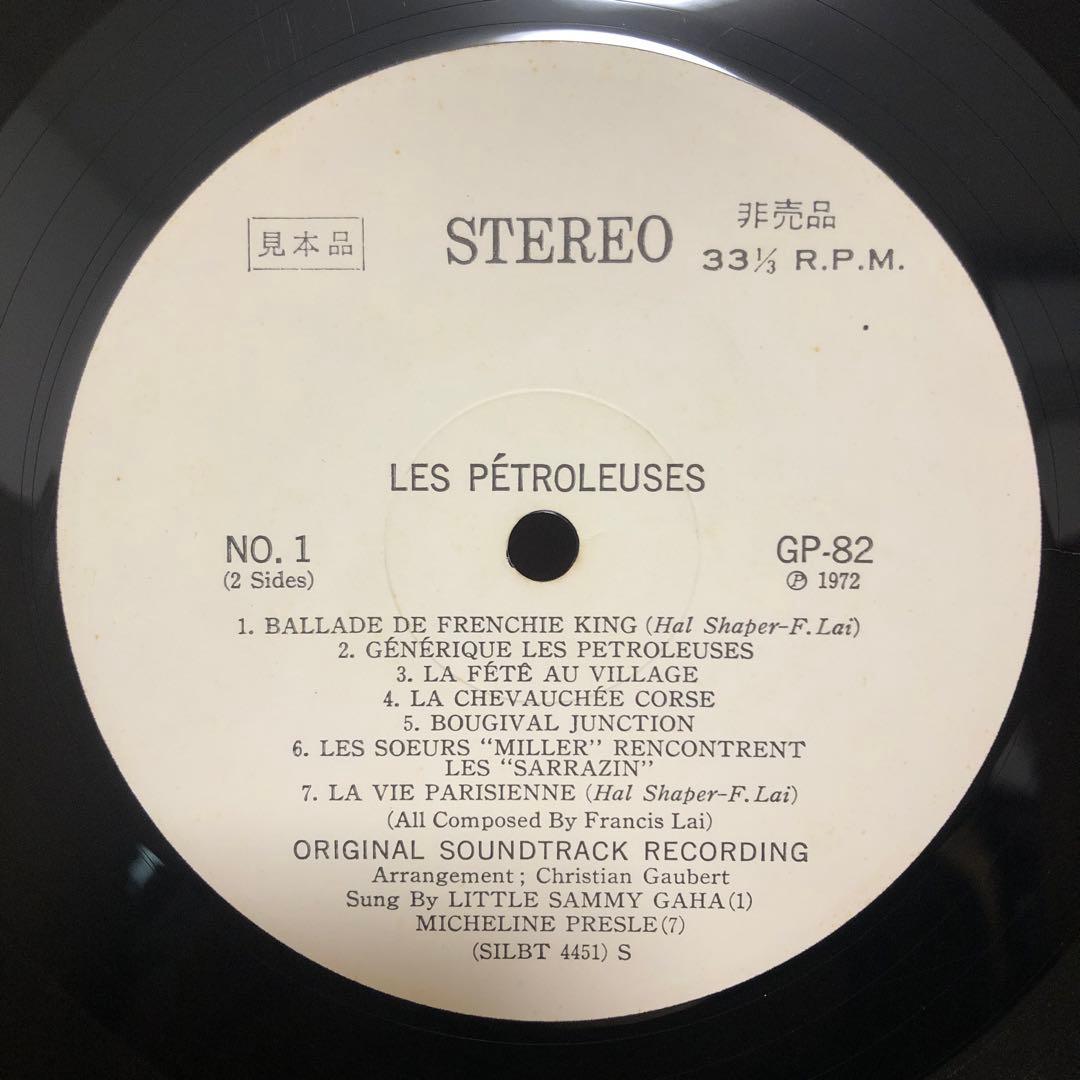 見本品
STEREO
非売品
33⅓ R.P.M.
LES PÉTROLEUSES
NO. 1
(2 Sides)
GP-82
Ⓟ 1972
1. BALLADE DE FRENCHIE KING (Hal Shaper-F. Lai)
2. GÉNÉRIQUE LES PETROLEUSES
3. LA FÉTÊ AU VILLAGE
4. LA CHEVAUCHÉE CORSE
5. BOUGIVAL JUNCTION
6. LES SOEURS “MILLER” RENCONTRENT
LES “SARRAZIN”
7. LA VIE PARISIENNE (Hal Shaper-F. Lai)
(All Composed By Francis Lai)
ORIGINAL SOUNDTRACK RECORDING
Arrangement ; Christian Gaubert
Sung By LITTLE SAMMY GAHA (1)
MICHELINE PRESLE (7)
(SILBT 4451) S